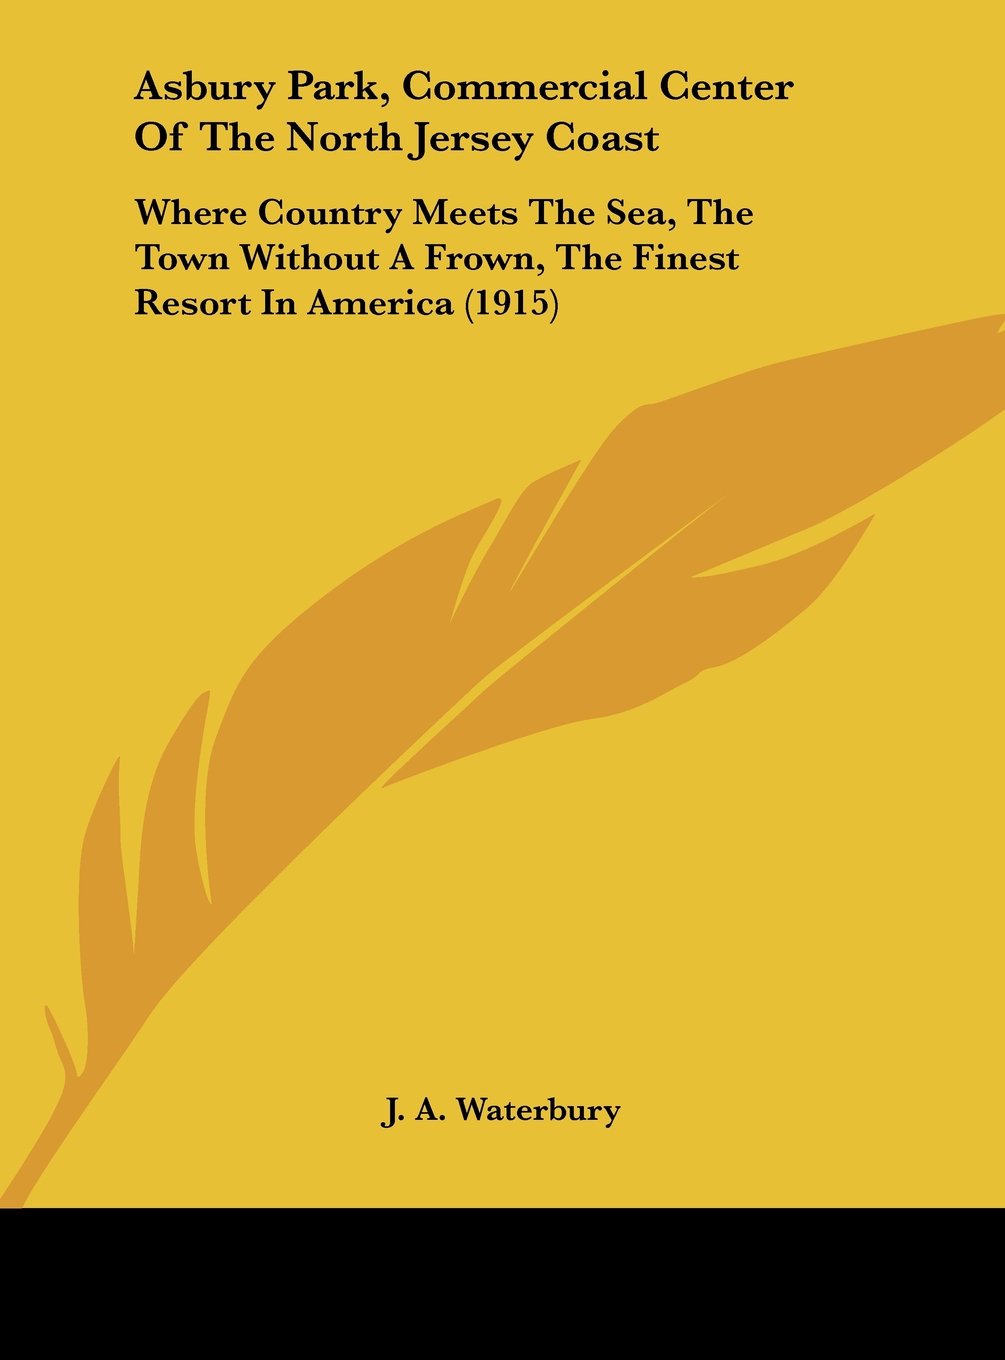 Asbury Park, Commercial Center
Of The North Jersey Coast
Where Country Meets The Sea, The
Town Without A Frown, The Finest
Resort In America (1915)
J. A. Waterbury